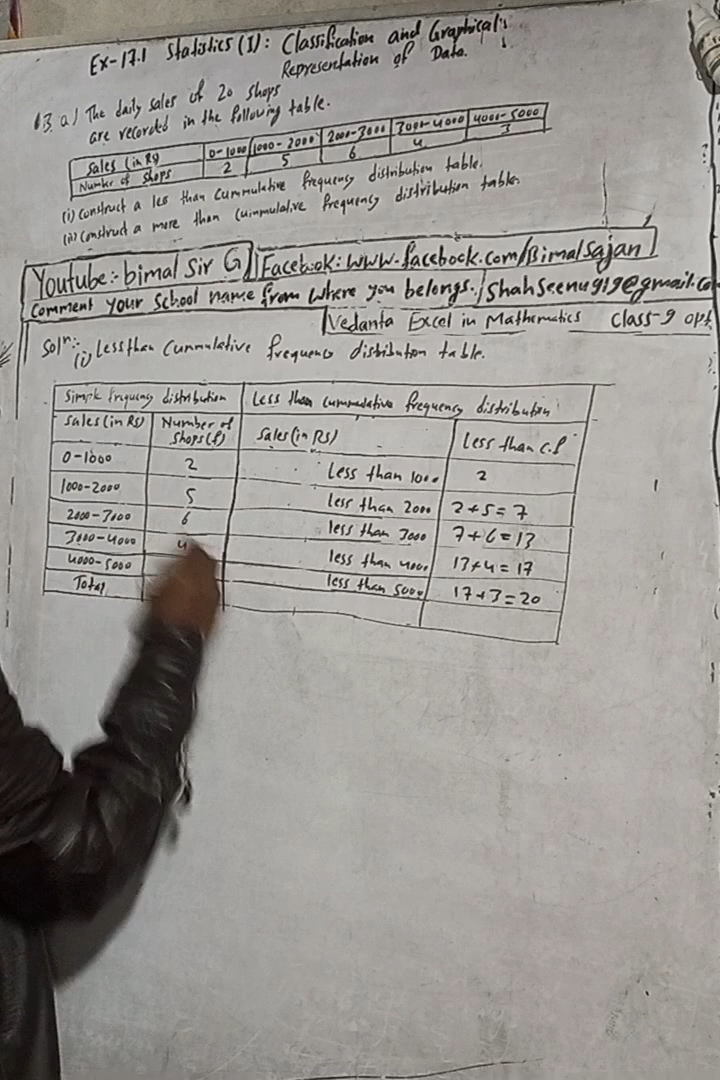 Ex-17.1 Statistics (I): Classification and Graphical
Representation of Data.
13. a) The daily sales of 20 shops
are recorded in the following table.
Sales (in RS) 0-1000 1000-2000 2000-3000 3000-4000 4000-5000
Number of shops 2 5 6 4 3
(i) construct a less than cummulative frequency distribution table.
(ii) construct a more than cummulative frequency distribution table.
Youtube:- bimal Sir G Facebook: www.facebook.com/Bimalsajan
Comment your school name from where you belongs. / shahseenu919@gmail.co
Vedanta Excel in Mathematics Class-9 opt
Soln:-
(i) Less than Cummulative frequency distribution table.
Simple frequency distribution Less than cummulative frequency distribution
Sales (in RS) Number of shops (f) Sales (in RS) Less than c.f
0-1000 2 Less than 1000 2
1000-2000 5 less than 2000 2+5=7
2000-3000 6 less than 3000 7+6=13
3000-4000 4 less than 4000 13+4=17
4000-5000 less than 5000 17+3=20
Total